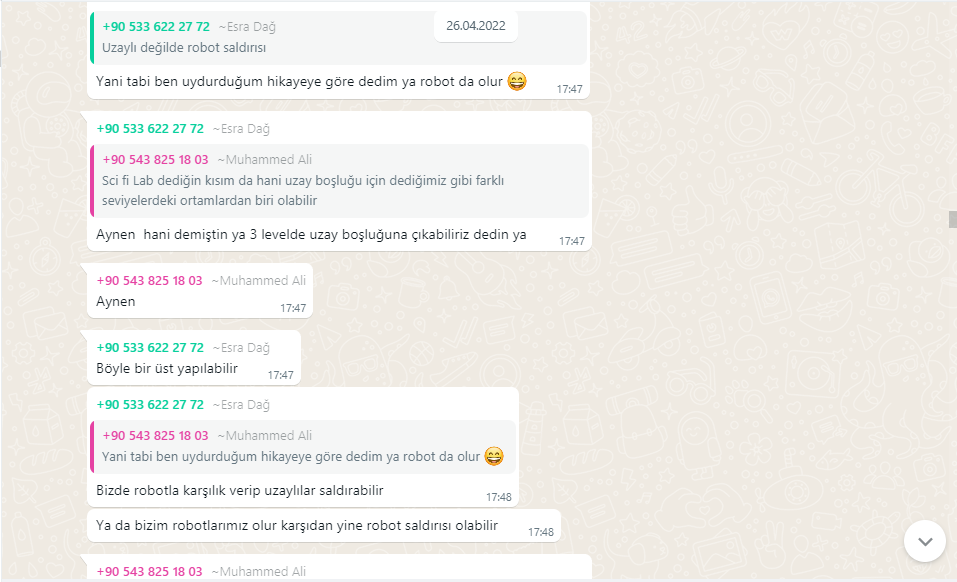 26.04.2022
+90 533 622 27 72 ~Esra Dağ
Uzaylı değilde robot saldırısı
Yani tabi ben uydurduğum hikayeye göre dedim ya robot da olur 😄
17:47
+90 533 622 27 72 ~Esra Dağ
+90 543 825 18 03 ~Muhammed Ali
Sci fi Lab dediğin kısım da hani uzay boşluğu için dediğimiz gibi farklı
seviyelerdeki ortamlardan biri olabilir
Aynen hani demiştin ya 3 levelde uzay boşluğuna çıkabiliriz dedin ya
17:47
+90 543 825 18 03 ~Muhammed Ali
Aynen
17:47
+90 533 622 27 72 ~Esra Dağ
Böyle bir üst yapılabilir
17:47
+90 533 622 27 72 ~Esra Dağ
+90 543 825 18 03 ~Muhammed Ali
Yani tabi ben uydurduğum hikayeye göre dedim ya robot da olur 😄
Bizde robotla karşılık verip uzaylılar saldırabilir
17:48
Ya da bizim robotlarımız olur karşıdan yine robot saldırısı olabilir
17:48
+90 543 825 18 03 ~Muhammed Ali